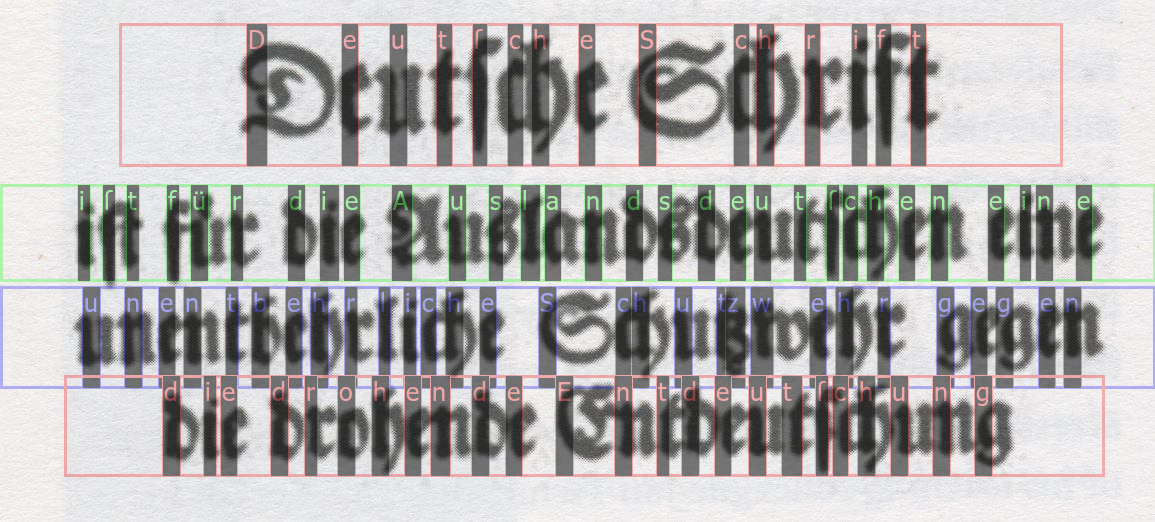 Deutſche Schrift
iſt für die Auslandsdeutſchen eine
unentbehrliche Schutzwehr gegen
die drohende Entdeutſchung